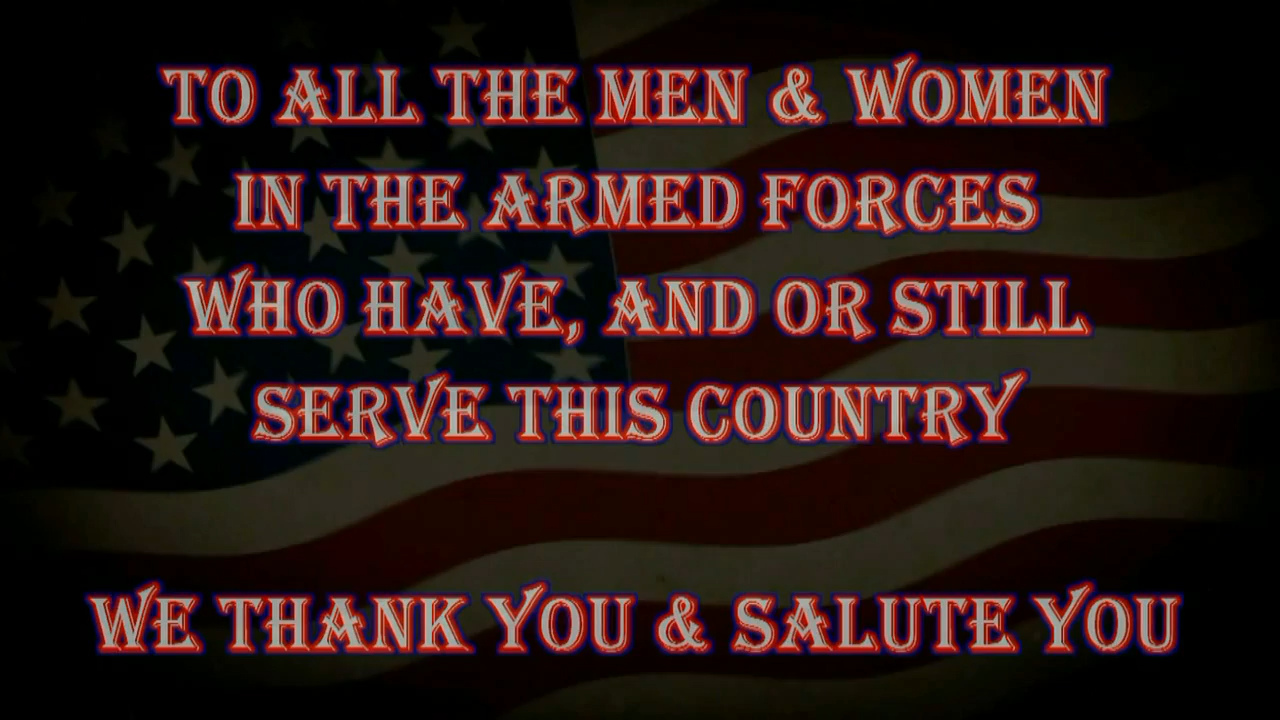 TO ALL THE MEN & WOMEN
IN THE ARMED FORCES
WHO HAVE, AND OR STILL
SERVE THIS COUNTRY
WE THANK YOU & SALUTE YOU